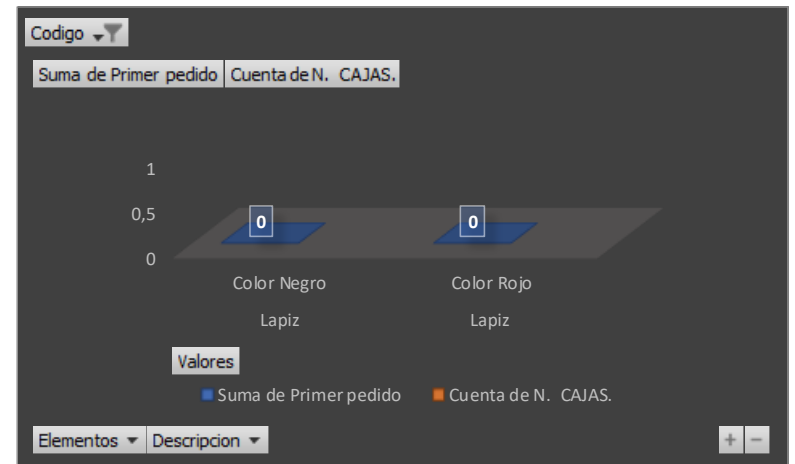 Codigo
Suma de Primer pedido Cuenta de N. CAJAS.
1
0,5
0
0 0
Color Negro Color Rojo
Lapiz Lapiz
Valores
Suma de Primer pedido Cuenta de N. CAJAS.
Elementos Descripcion + -